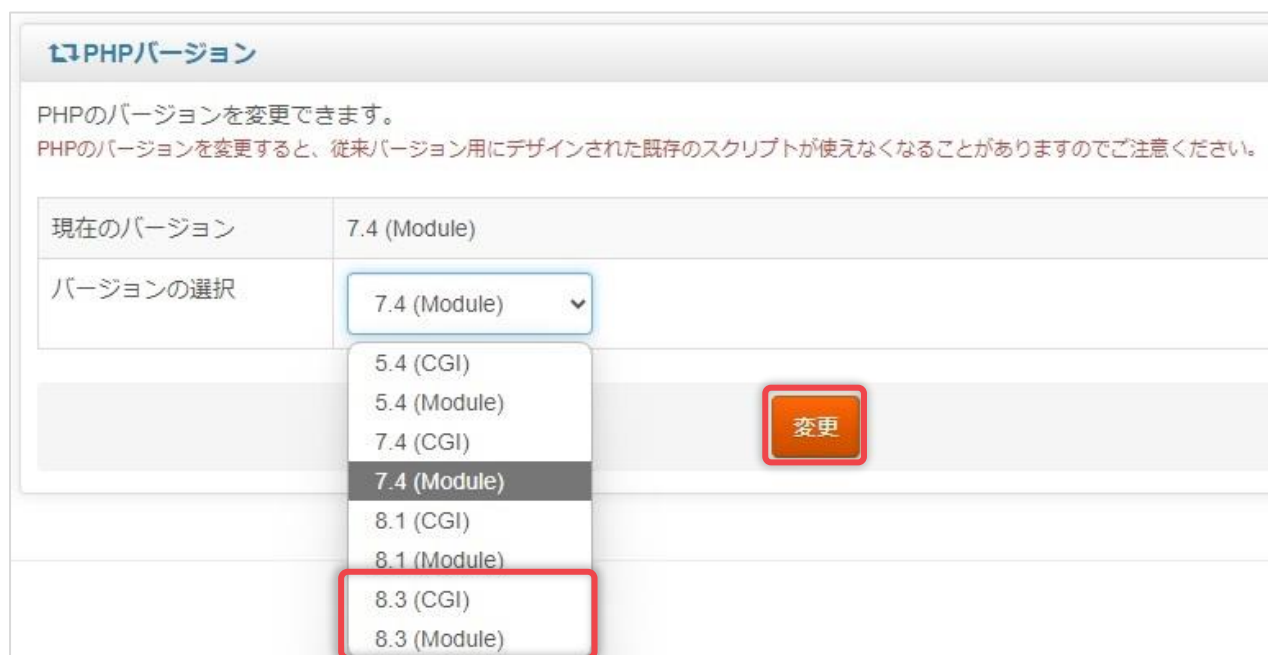 PHPバージョン
PHPのバージョンを変更できます。
PHPのバージョンを変更すると、従来バージョン用にデザインされた既存のスクリプトが使えなくなることがありますのでご注意ください。
現在のバージョン 7.4 (Module)
バージョンの選択 7.4 (Module)
5.4 (CGI)
5.4 (Module)
7.4 (CGI)
変更
7.4 (Module)
8.1 (CGI)
8.1 (Module)
8.3 (CGI)
8.3 (Module)